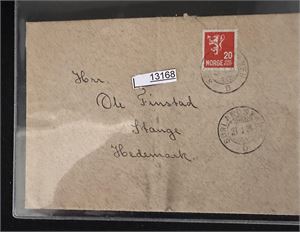 20
NORGE
13168
Herr.
Ole Finstad
Stange
Hedemark.